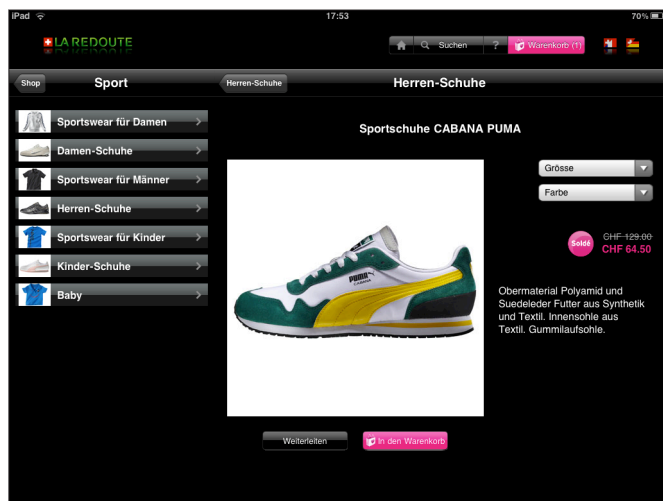 iPad 17:53 70%
LA REDOUTE
Suchen ? Warenkorb (1)
Shop Sport Herren-Schuhe Herren-Schuhe
Sportswear für Damen
Damen-Schuhe
Sportswear für Männer
Herren-Schuhe
Sportswear für Kinder
Kinder-Schuhe
Baby
Sportschuhe CABANA PUMA
PUMA
CABANA
Grösse
Farbe
Soldé
CHF 129.00
CHF 64.50
Obermaterial Polyamid und
Suedeleder Futter aus Synthetik
und Textil. Innensohle aus
Textil. Gummilaufsohle.
Weiterleiten In den Warenkorb